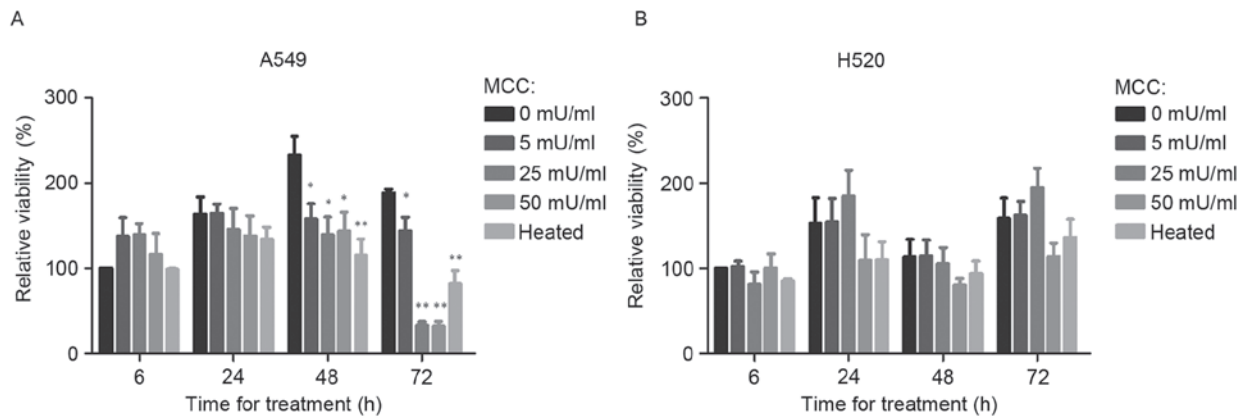 A
A549
MCC:
0 mU/ml
5 mU/ml
25 mU/ml
50 mU/ml
Heated
Relative viability (%)
300
200
100
0
*
*
*
**
*
**
**
**
6 24 48 72
Time for treatment (h)
B
H520
MCC:
0 mU/ml
5 mU/ml
25 mU/ml
50 mU/ml
Heated
Relative viability (%)
300
200
100
0
6 24 48 72
Time for treatment (h)